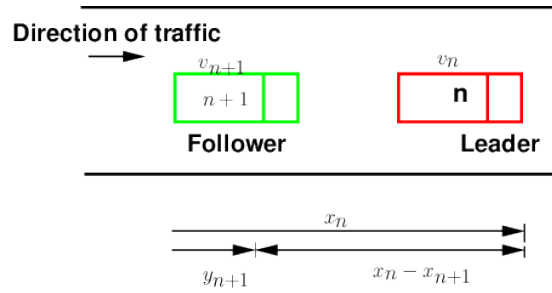 Direction of traffic
v_{n+1}
v_n
n + 1
n
Follower
Leader
x_n
y_{n+1}
x_n − x_{n+1}